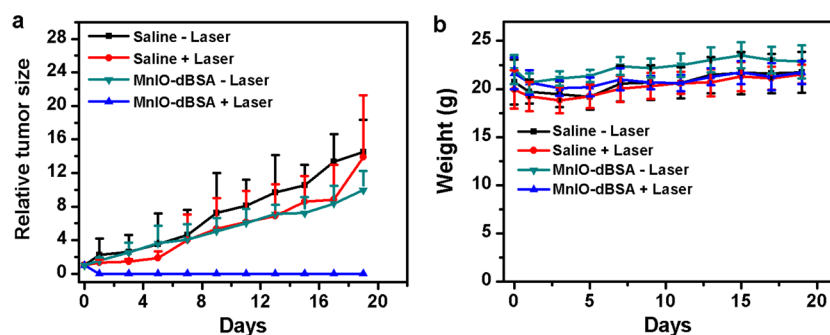 a
Relative tumor size
28
24
20
16
12
8
4
0
Saline - Laser
Saline + Laser
MnIO-dBSA - Laser
MnIO-dBSA + Laser
0 4 8 12 16 20
Days
b
Weight (g)
25
20
15
10
5
0
Saline - Laser
Saline + Laser
MnIO-dBSA - Laser
MnIO-dBSA + Laser
0 5 10 15 20
Days